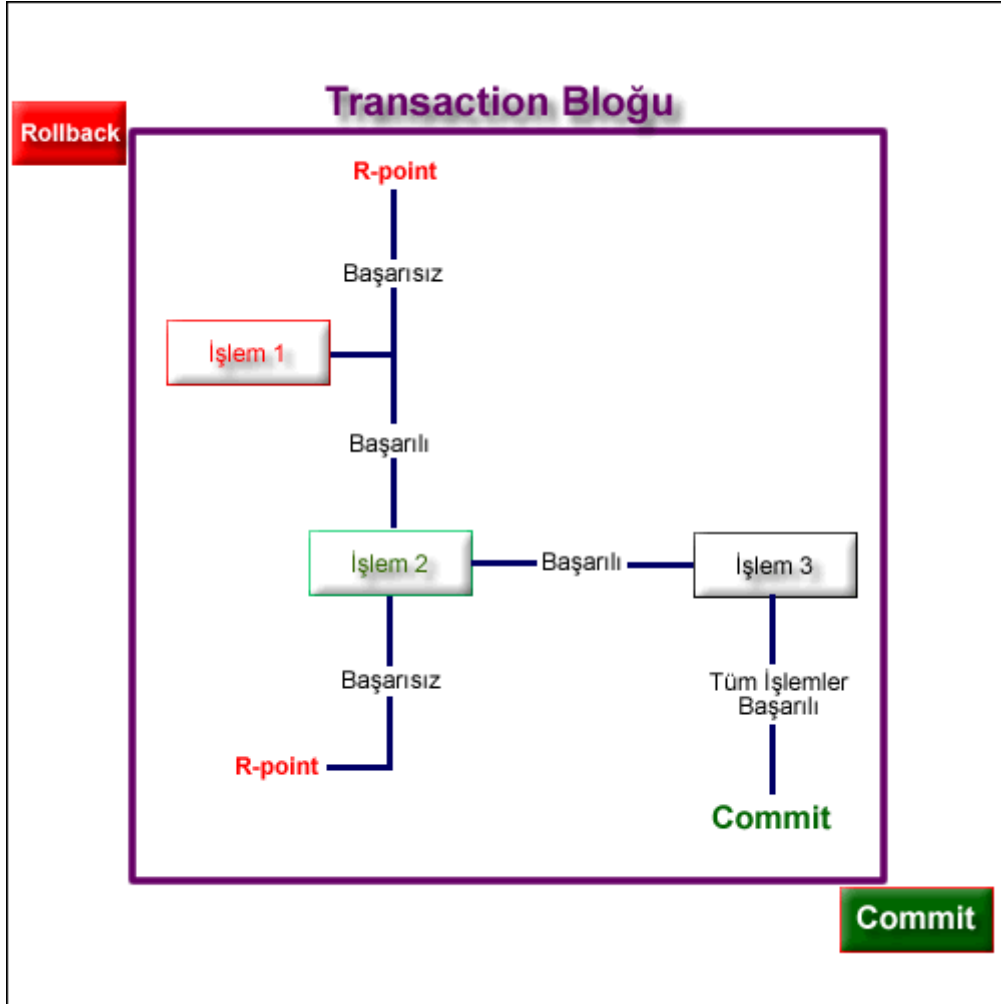 Transaction Bloğu
Rollback
R-point
Başarısız
İşlem 1
Başarılı
İşlem 2
Başarılı
İşlem 3
Başarısız
Tüm İşlemler
Başarılı
R-point
Commit
Commit